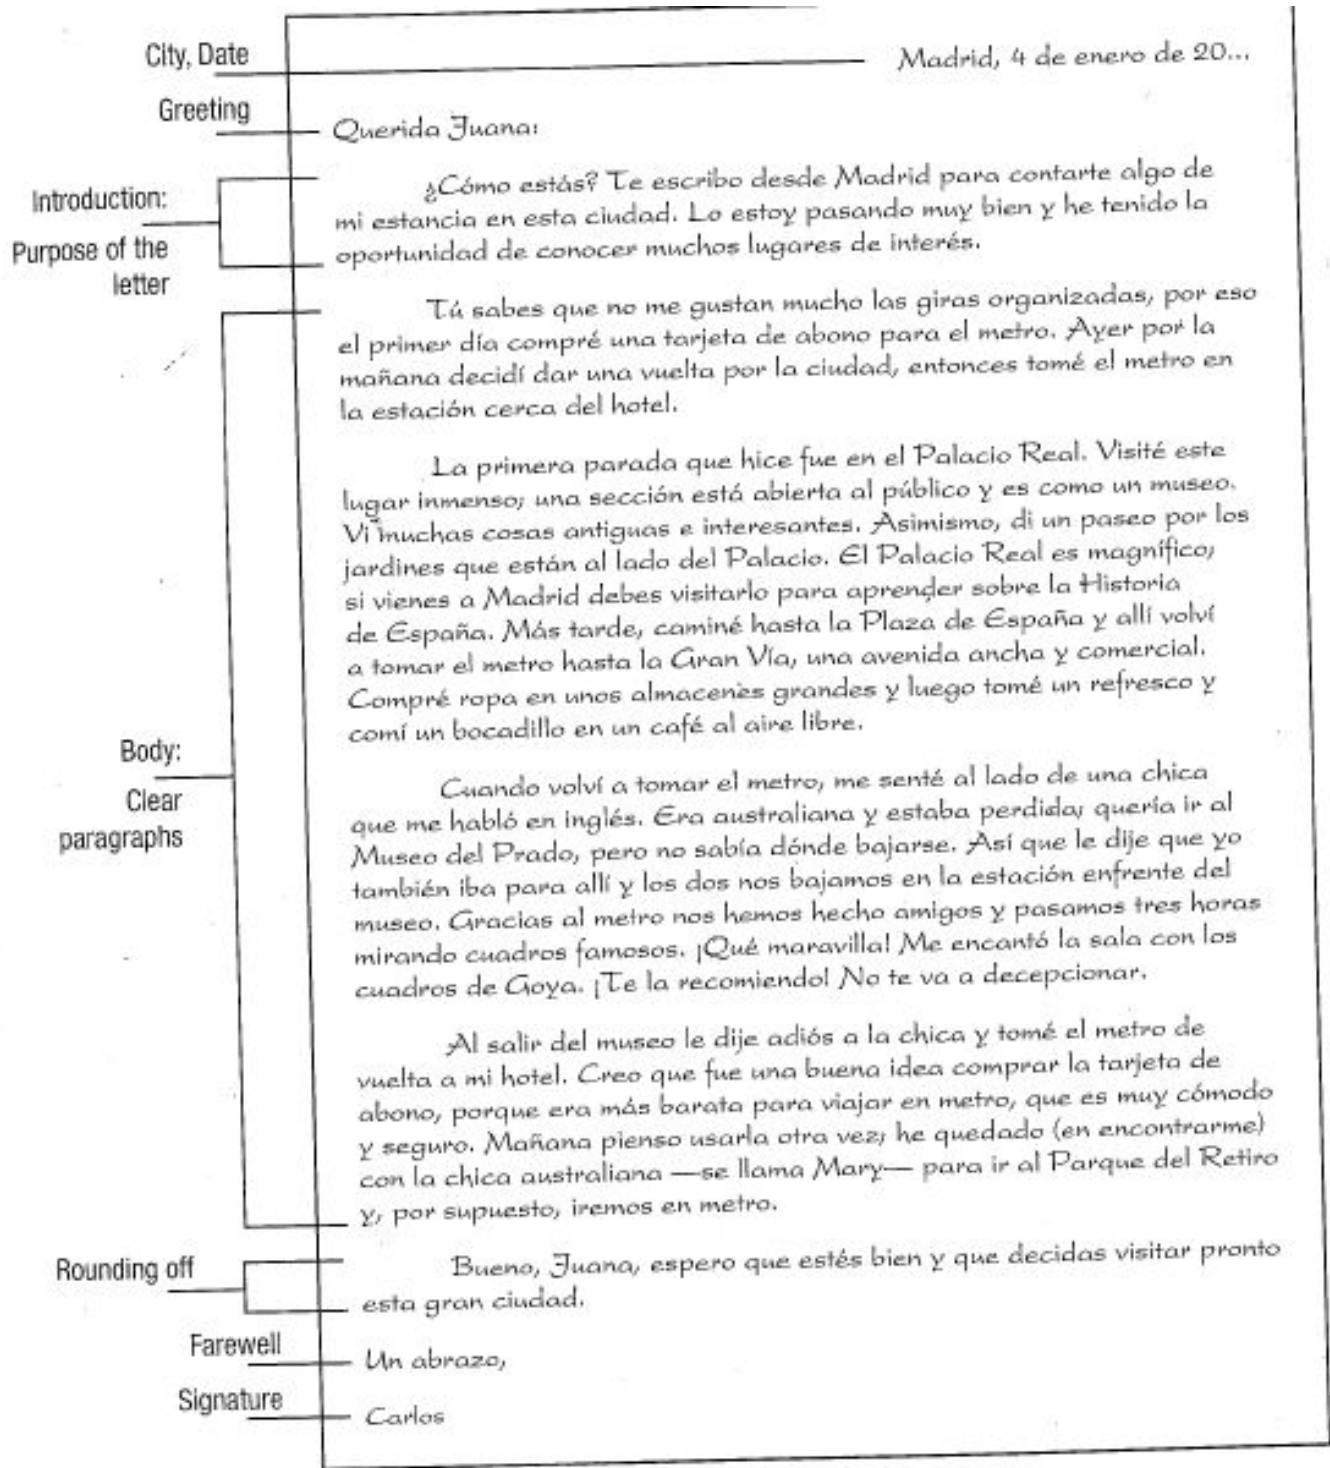 City, Date
Madrid, 4 de enero de 20...
Greeting
Querida Juana:
Introduction:
Purpose of the
letter
¿Cómo estás? Te escribo desde Madrid para contarte algo de
mi estancia en esta ciudad. Lo estoy pasando muy bien y he tenido la
oportunidad de conocer muchos lugares de interés.
Tú sabes que no me gustan mucho las giras organizadas, por eso
el primer día compré una tarjeta de abono para el metro. Ayer por la
mañana decidí dar una vuelta por la ciudad, entonces tomé el metro en
la estación cerca del hotel.
La primera parada que hice fue en el Palacio Real. Visité este
lugar inmenso; una sección está abierta al público y es como un museo.
Vi muchas cosas antiguas e interesantes. Asimismo, di un paseo por los
jardines que están al lado del Palacio. El Palacio Real es magnífico;
si vienes a Madrid debes visitarlo para aprender sobre la Historia
de España. Más tarde, caminé hasta la Plaza de España y allí volví
a tomar el metro hasta la Gran Vía, una avenida ancha y comercial.
Compré ropa en unos almacenes grandes y luego tomé un refresco y
comí un bocadillo en un café al aire libre.
Body:
Clear
paragraphs
Cuando volví a tomar el metro, me senté al lado de una chica
que me habló en inglés. Era australiana y estaba perdida; quería ir al
Museo del Prado, pero no sabía dónde bajarse. Así que le dije que yo
también iba para allí y los dos nos bajamos en la estación enfrente del
museo. Gracias al metro nos hemos hecho amigos y pasamos tres horas
mirando cuadros famosos. ¡Qué maravilla! Me encantó la sala con los
cuadros de Goya. ¡Te la recomiendo! No te va a decepcionar.
Al salir del museo le dije adiós a la chica y tomé el metro de
vuelta a mi hotel. Creo que fue una buena idea comprar la tarjeta de
abono, porque era más barata para viajar en metro, que es muy cómodo
y seguro. Mañana pienso usarla otra vez; he quedado (en encontrarme)
con la chica australiana —se llama Mary— para ir al Parque del Retiro
y, por supuesto, iremos en metro.
Rounding off
Bueno, Juana, espero que estés bien y que decidas visitar pronto
esta gran ciudad.
Farewell
Un abrazo,
Signature
Carlos